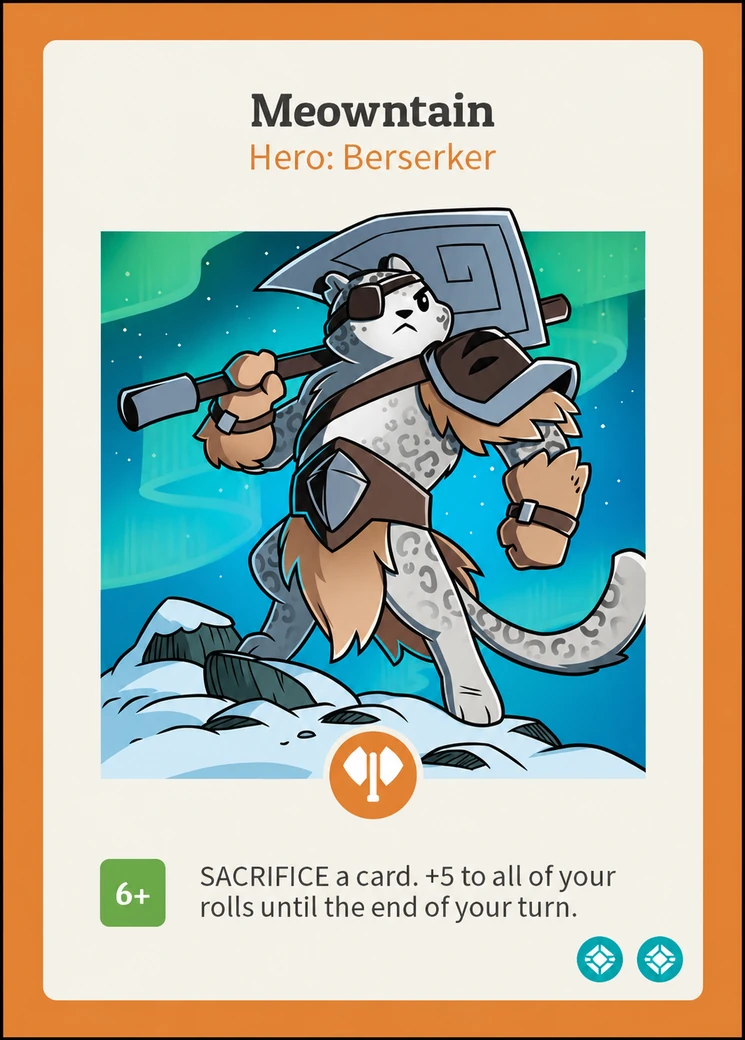 Meowntain
Hero: Berserker
6+
SACRIFICE a card. +5 to all of your
rolls until the end of your turn.